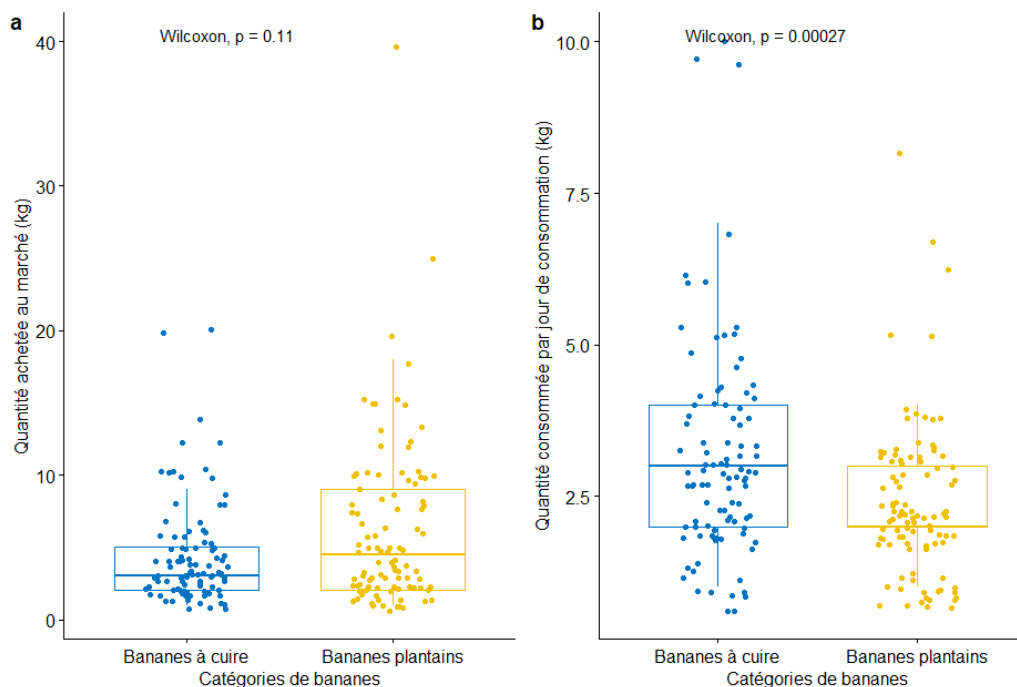 a
Wilcoxon, p = 0.11
Quantité achetée au marché (kg)
40
30
20
10
0
Bananes à cuire
Bananes plantains
Catégories de bananes
b
Wilcoxon, p = 0.00027
Quantité consommée par jour de consommation (kg)
10.0
7.5
5.0
2.5
Bananes à cuire
Bananes plantains
Catégories de bananes